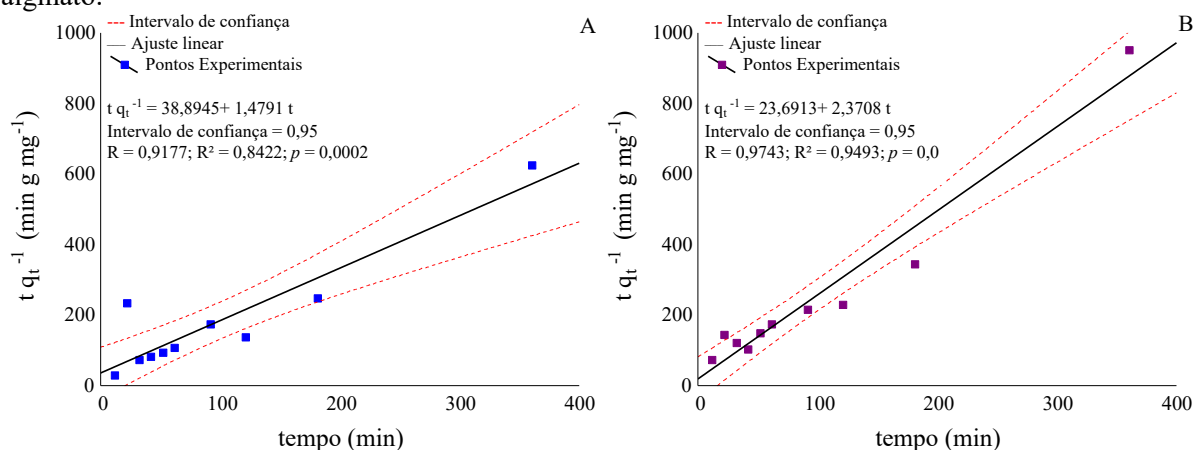 alginato.
A
--- Intervalo de confiança
— Ajuste linear
Pontos Experimentais
t qₜ⁻¹ = 38,8945+ 1,4791 t
Intervalo de confiança = 0,95
R = 0,9177; R² = 0,8422; p = 0,0002
t qₜ⁻¹ (min g mg⁻¹)
1000
800
600
400
200
0
0 100 200 300 400
tempo (min)
B
--- Intervalo de confiança
— Ajuste linear
Pontos Experimentais
t qₜ⁻¹ = 23,6913+ 2,3708 t
Intervalo de confiança = 0,95
R = 0,9743; R² = 0,9493; p = 0,0
t qₜ⁻¹ (min g mg⁻¹)
1000
800
600
400
200
0
0 100 200 300 400
tempo (min)